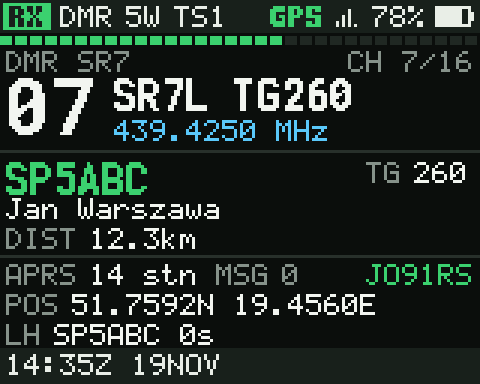 RX DMR 5W TS1 GPS 78%
DMR SR7 CH 7/16
07 SR7L TG260
439.4250 MHz
SP5ABC TG 260
Jan Warszawa
DIST 12.3km
APRS 14 stn MSG 0 JO91RS
POS 51.7592N 19.4560E
LH SP5ABC 0s
14:35Z 19NOV